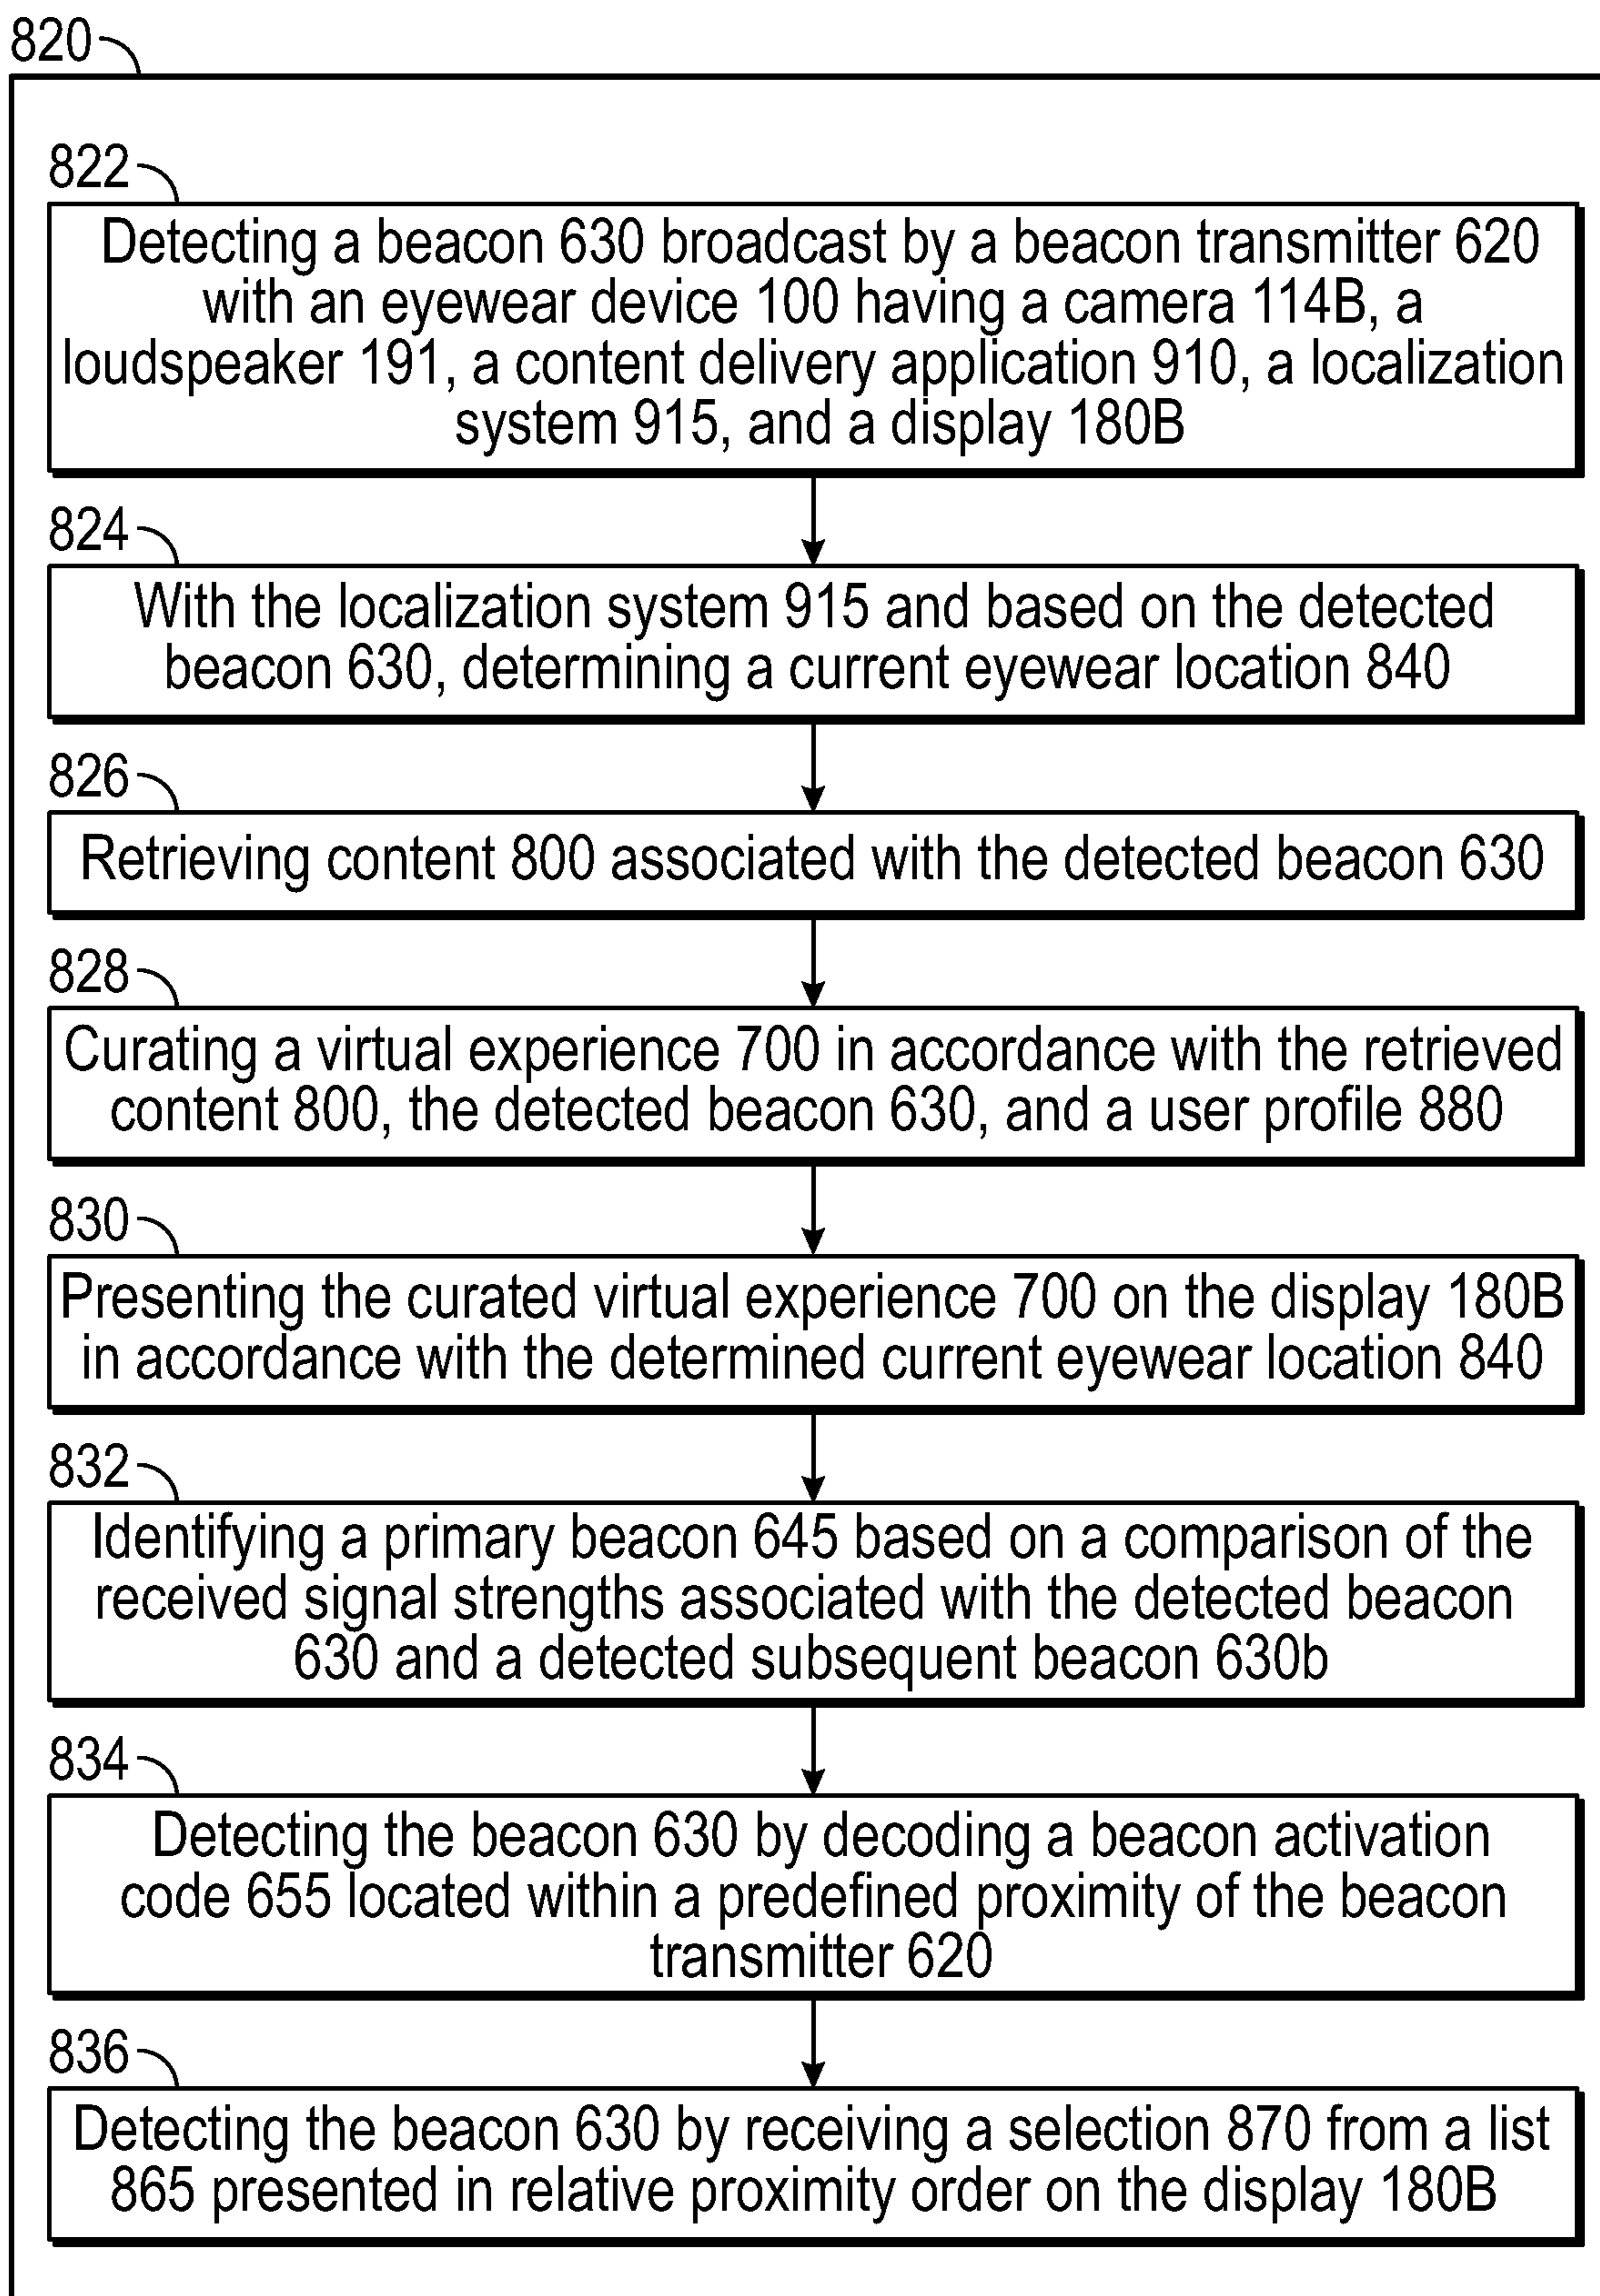 820
822
Detecting a beacon 630 broadcast by a beacon transmitter 620
with an eyewear device 100 having a camera 114B, a
loudspeaker 191, a content delivery application 910, a localization
system 915, and a display 180B
824
With the localization system 915 and based on the detected
beacon 630, determining a current eyewear location 840
826
Retrieving content 800 associated with the detected beacon 630
828
Curating a virtual experience 700 in accordance with the retrieved
content 800, the detected beacon 630, and a user profile 880
830
Presenting the curated virtual experience 700 on the display 180B
in accordance with the determined current eyewear location 840
832
Identifying a primary beacon 645 based on a comparison of the
received signal strengths associated with the detected beacon
630 and a detected subsequent beacon 630b
834
Detecting the beacon 630 by decoding a beacon activation
code 655 located within a predefined proximity of the beacon
transmitter 620
836
Detecting the beacon 630 by receiving a selection 870 from a list
865 presented in relative proximity order on the display 180B